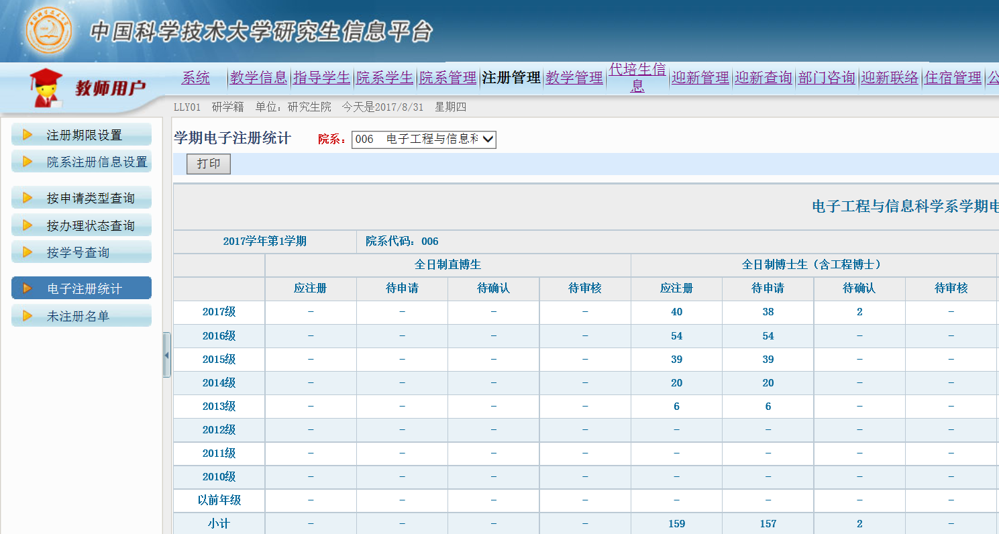 中国科学技术大学研究生信息平台
教师用户
系统 教学信息 指导学生 院系学生 院系管理 注册管理 教学管理 代培生信息 迎新管理 迎新查询 部门咨询 迎新联络 住宿管理 公
LLY01 研学籍 单位：研究生院 今天是2017/8/31 星期四
注册期限设置
院系注册信息设置
按申请类型查询
按办理状态查询
按学号查询
电子注册统计
未注册名单
学期电子注册统计 院系： 006 电子工程与信息科
打印
电子工程与信息科学系学期电
2017学年第1学期 院系代码：006
全日制直博生 全日制博士生（含工程博士）
应注册 待申请 待确认 待审核 应注册 待申请 待确认 待审核
2017级 － － － － 40 38 2 －
2016级 － － － － 54 54 － －
2015级 － － － － 39 39 － －
2014级 － － － － 20 20 － －
2013级 － － － － 6 6 － －
2012级 － － － － － － － －
2011级 － － － － － － － －
2010级 － － － － － － － －
以前年级 － － － － － － － －
小计 － － － － 159 157 2 －